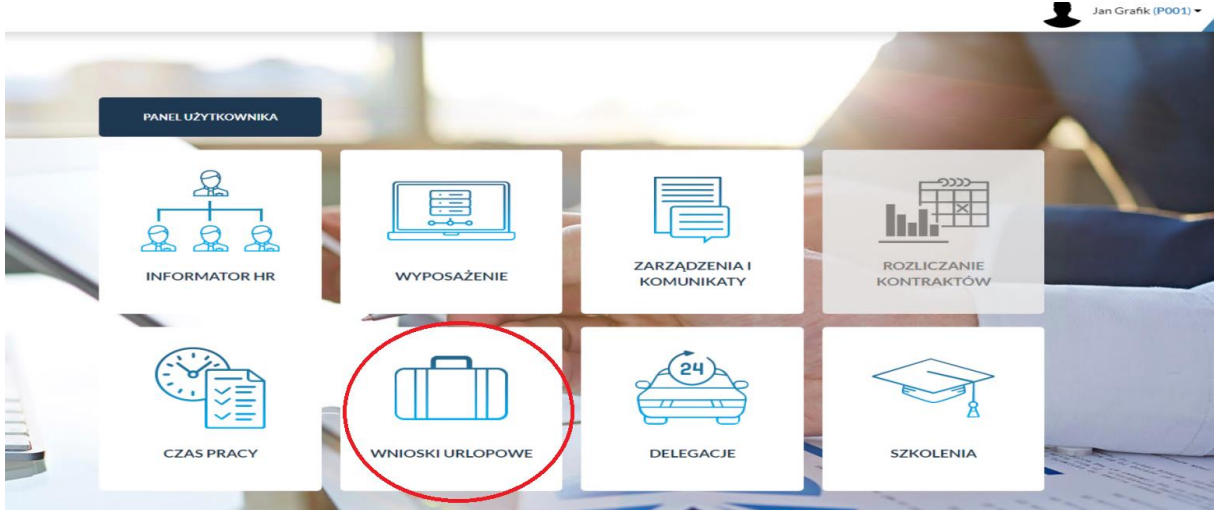 Jan Grafik (P001)
PANEL UŻYTKOWNIKA
INFORMATOR HR
WYPOSAŻENIE
ZARZĄDZENIA I
KOMUNIKATY
ROZLICZANIE
KONTRAKTÓW
CZAS PRACY
WNIOSKI URLOPOWE
24
DELEGACJE
SZKOLENIA